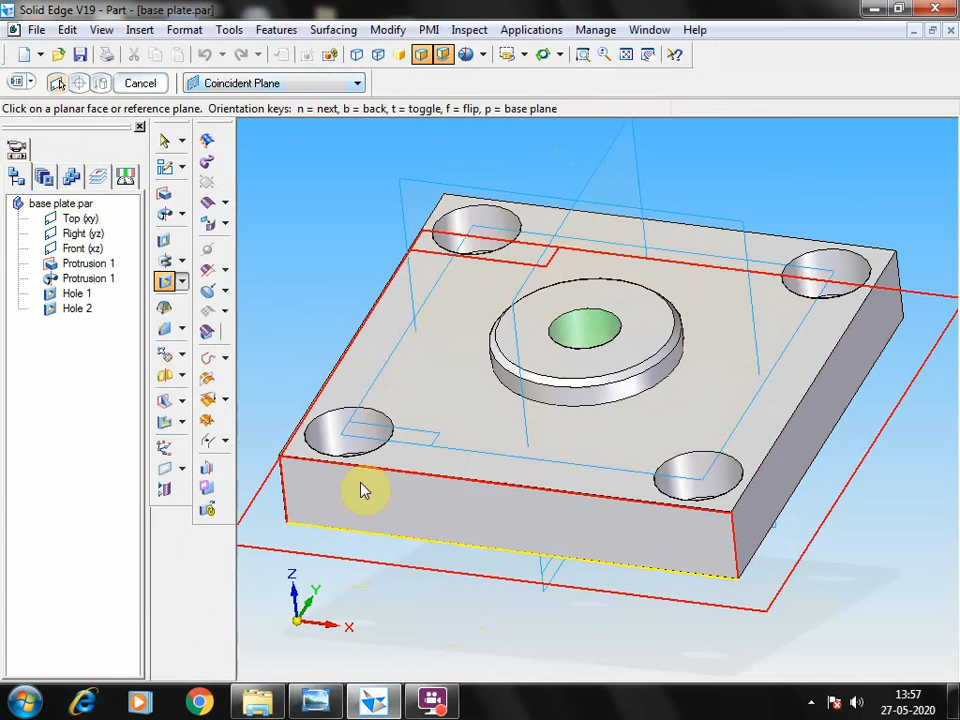 Solid Edge V19 - Part - [base plate.par]
File Edit View Insert Format Tools Features Surfacing Modify PMI Inspect Applications Manage Window Help
Cancel Coincident Plane
Click on a planar face or reference plane. Orientation keys: n = next, b = back, t = toggle, f = flip, p = base plane
base plate.par
Top (xy)
Right (yz)
Front (xz)
Protrusion 1
Protrusion 1
Hole 1
Hole 2
Z
Y
X
13:57
27-05-2020